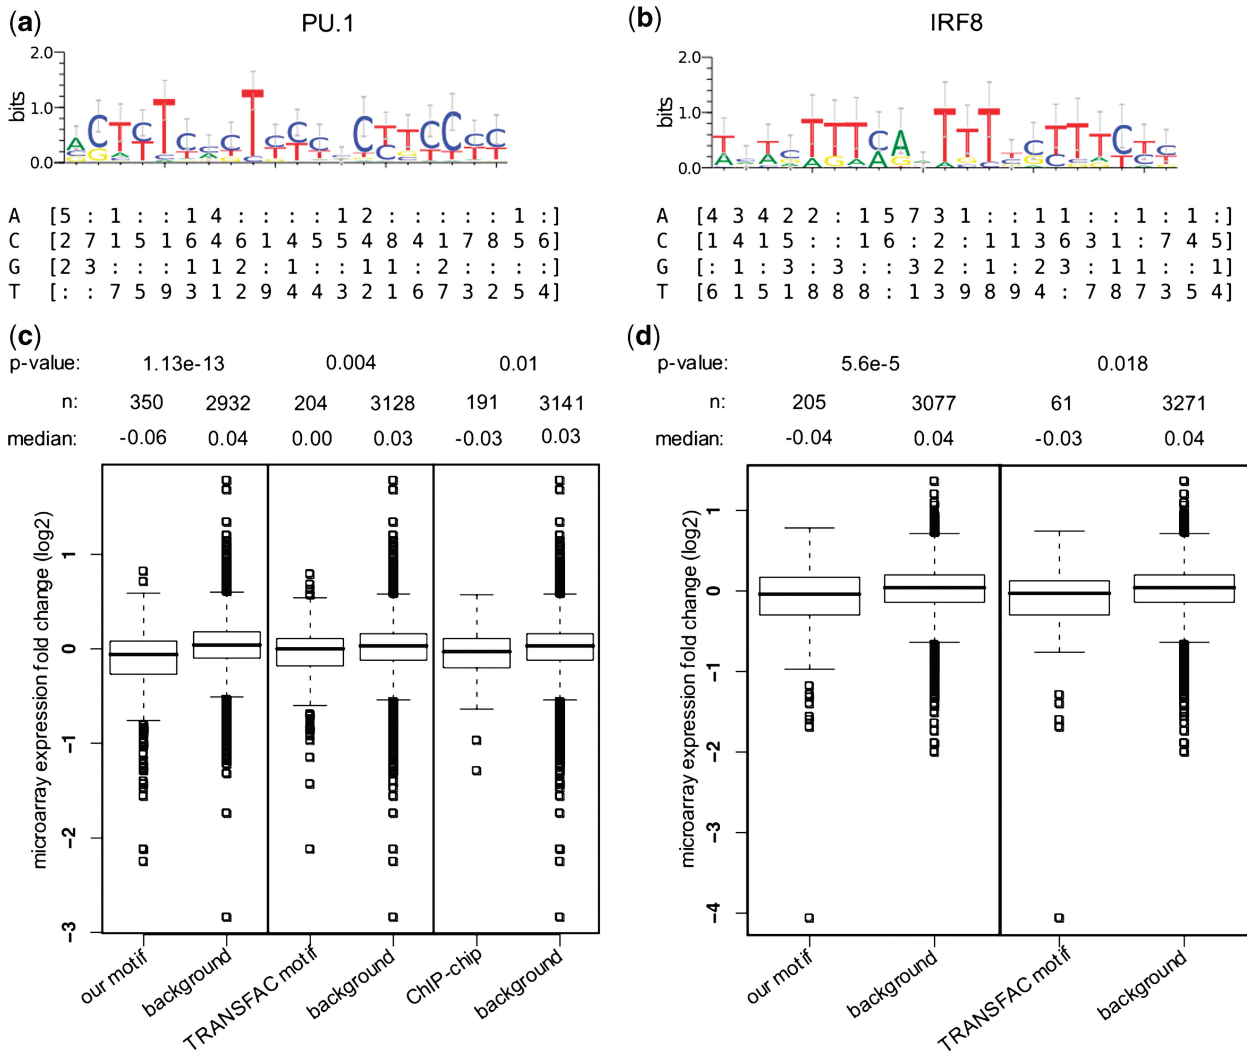 (a)
PU.1
2.0
1.0
0.0
bits
A [5 : 1 : : 1 4 : : : : 1 2 : : : : : 1 :]
C [2 7 1 5 1 6 4 6 1 4 5 5 4 8 4 1 7 8 5 6]
G [2 3 : : : 1 1 2 : 1 : : 1 1 : 2 : : : :]
T [: : 7 5 9 3 1 2 9 4 4 3 2 1 6 7 3 2 5 4]
(b)
IRF8
2.0
1.0
0.0
bits
A [4 3 4 2 2 : 1 5 7 3 1 : : 1 1 : : 1 : 1 :]
C [1 4 1 5 : : 1 6 : 2 : 1 1 3 6 3 1 : 7 4 5]
G [: 1 : 3 : 3 : : 3 2 : 1 : 2 3 : 1 1 : : 1]
T [6 1 5 1 8 8 8 : 1 3 9 8 9 4 : 7 8 7 3 5 4]
(c)
p-value: 1.13e-13 0.004 0.01
n: 350 2932 204 3128 191 3141
median: -0.06 0.04 0.00 0.03 -0.03 0.03
microarray expression fold change (log2)
1
0
-1
-2
-3
our motif
background
TRANSFAC motif
background
ChIP-chip
background
(d)
p-value: 5.6e-5 0.018
n: 205 3077 61 3271
median: -0.04 0.04 -0.03 0.04
microarray expression fold change (log2)
1
0
-1
-2
-3
-4
our motif
background
TRANSFAC motif
background